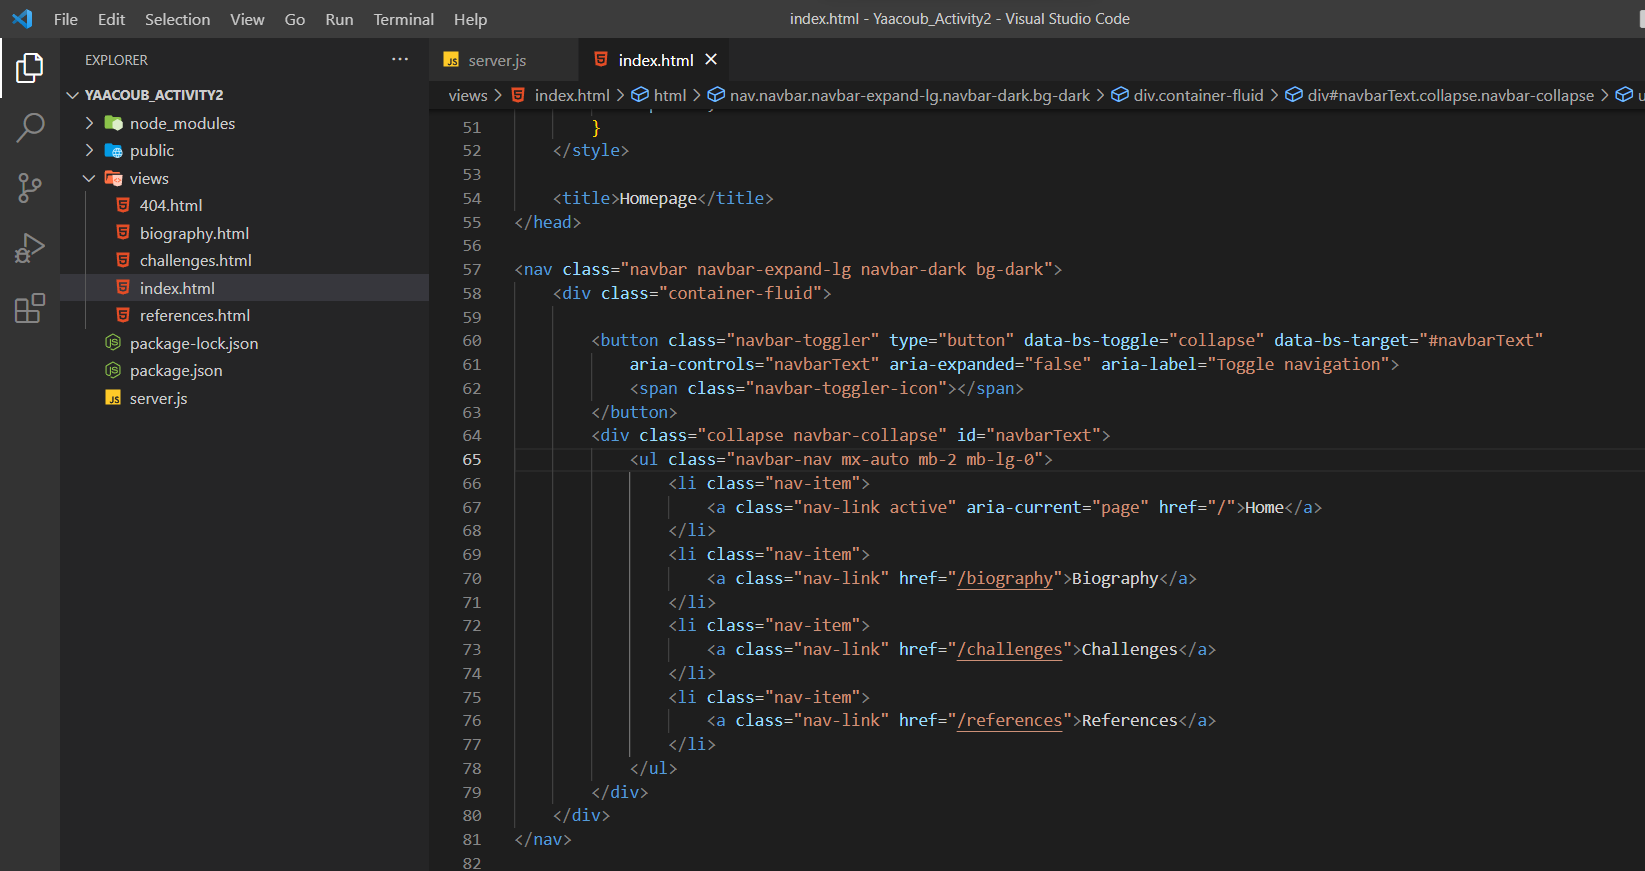 File Edit Selection View Go Run Terminal Help
index.html - Yaacoub_Activity2 - Visual Studio Code
EXPLORER
YAACOUB_ACTIVITY2
node_modules
public
views
404.html
biography.html
challenges.html
index.html
references.html
package-lock.json
package.json
JS server.js
JS server.js
index.html
views > index.html > html > nav.navbar.navbar-expand-lg.navbar-dark.bg-dark > div.container-fluid > div#navbarText.collapse.navbar-collapse > u
51 }
52 </style>
53
54 <title>Homepage</title>
55 </head>
56
57 <nav class="navbar navbar-expand-lg navbar-dark bg-dark">
58 <div class="container-fluid">
59
60 <button class="navbar-toggler" type="button" data-bs-toggle="collapse" data-bs-target="#navbarText"
61 aria-controls="navbarText" aria-expanded="false" aria-label="Toggle navigation">
62 <span class="navbar-toggler-icon"></span>
63 </button>
64 <div class="collapse navbar-collapse" id="navbarText">
65 <ul class="navbar-nav mx-auto mb-2 mb-lg-0">
66 <li class="nav-item">
67 <a class="nav-link active" aria-current="page" href="/">Home</a>
68 </li>
69 <li class="nav-item">
70 <a class="nav-link" href="/biography">Biography</a>
71 </li>
72 <li class="nav-item">
73 <a class="nav-link" href="/challenges">Challenges</a>
74 </li>
75 <li class="nav-item">
76 <a class="nav-link" href="/references">References</a>
77 </li>
78 </ul>
79 </div>
80 </div>
81 </nav>
82